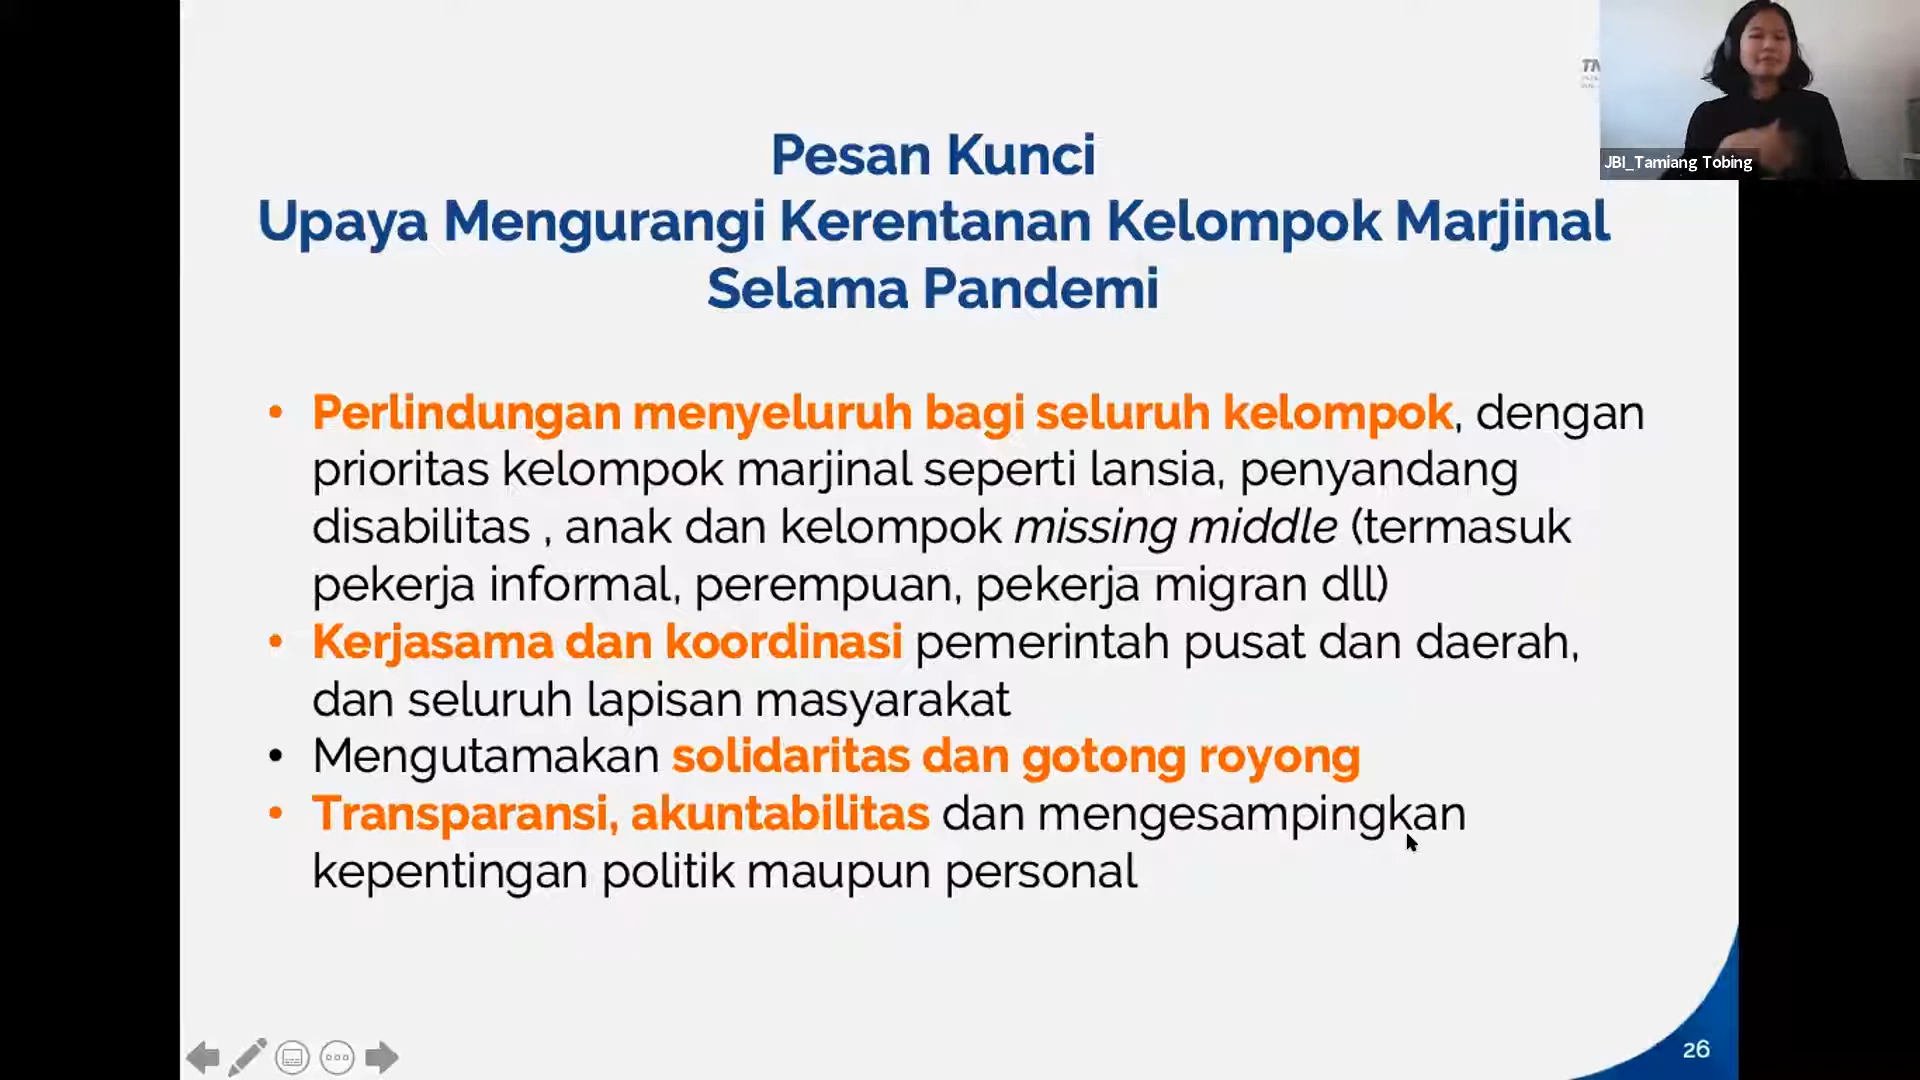 JBI_Tamiang Tobing
Pesan Kunci
Upaya Mengurangi Kerentanan Kelompok Marjinal
Selama Pandemi
• Perlindungan menyeluruh bagi seluruh kelompok, dengan
prioritas kelompok marjinal seperti lansia, penyandang
disabilitas , anak dan kelompok missing middle (termasuk
pekerja informal, perempuan, pekerja migran dll)
• Kerjasama dan koordinasi pemerintah pusat dan daerah,
dan seluruh lapisan masyarakat
• Mengutamakan solidaritas dan gotong royong
• Transparansi, akuntabilitas dan mengesampingkan
kepentingan politik maupun personal
26